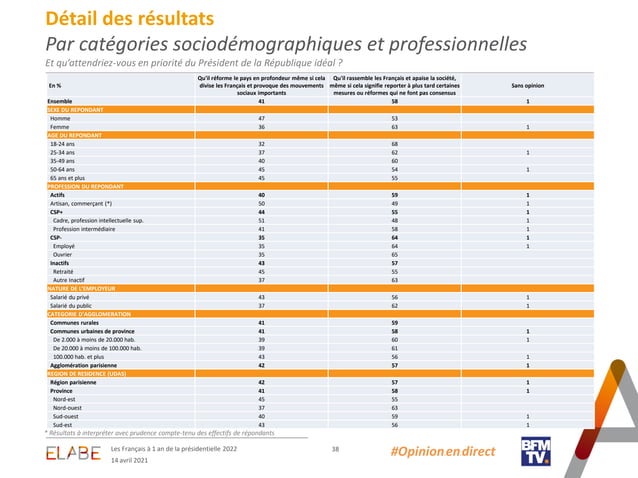 Détail des résultats
Par catégories sociodémographiques et professionnelles
Et qu'attendriez-vous en priorité du Président de la République idéal ?
En % Qu'il réforme le pays en profondeur même si cela divise les Français et provoque des mouvements sociaux importants Qu'il rassemble les Français et apaise la société, même si cela signifie reporter à plus tard certaines mesures ou réformes qui ne font pas consensus Sans opinion
Ensemble 41 58 1
SEXE DU REPONDANT
Homme 47 53
Femme 36 63 1
AGE DU REPONDANT
18-24 ans 32 68
25-34 ans 37 62 1
35-49 ans 40 60
50-64 ans 45 54 1
65 ans et plus 45 55
PROFESSION DU REPONDANT
Actifs 40 59 1
Artisan, commerçant (*) 50 49 1
CSP+ 44 55 1
Cadre, profession intellectuelle sup. 51 48 1
Profession intermédiaire 41 58 1
CSP- 35 64 1
Employé 35 64 1
Ouvrier 35 65
Inactifs 43 57
Retraité 45 55
Autre Inactif 37 63
NATURE DE L'EMPLOYEUR
Salarié du privé 43 56 1
Salarié du public 37 62 1
CATEGORIE D'AGGLOMERATION
Communes rurales 41 59
Communes urbaines de province 41 58 1
De 2.000 à moins de 20.000 hab. 39 60 1
De 20.000 à moins de 100.000 hab. 39 61
100.000 hab. et plus 43 56 1
Agglomération parisienne 42 57 1
REGION DE RESIDENCE (UDA5)
Région parisienne 42 57 1
Province 41 58 1
Nord-est 45 55
Nord-ouest 37 63
Sud-ouest 40 59 1
Sud-est 43 56 1
* Résultats à interpréter avec prudence compte-tenu des effectifs de répondants
ELABE
Les Français à 1 an de la présidentielle 2022
14 avril 2021
38
#Opinion en direct
BFM TV.